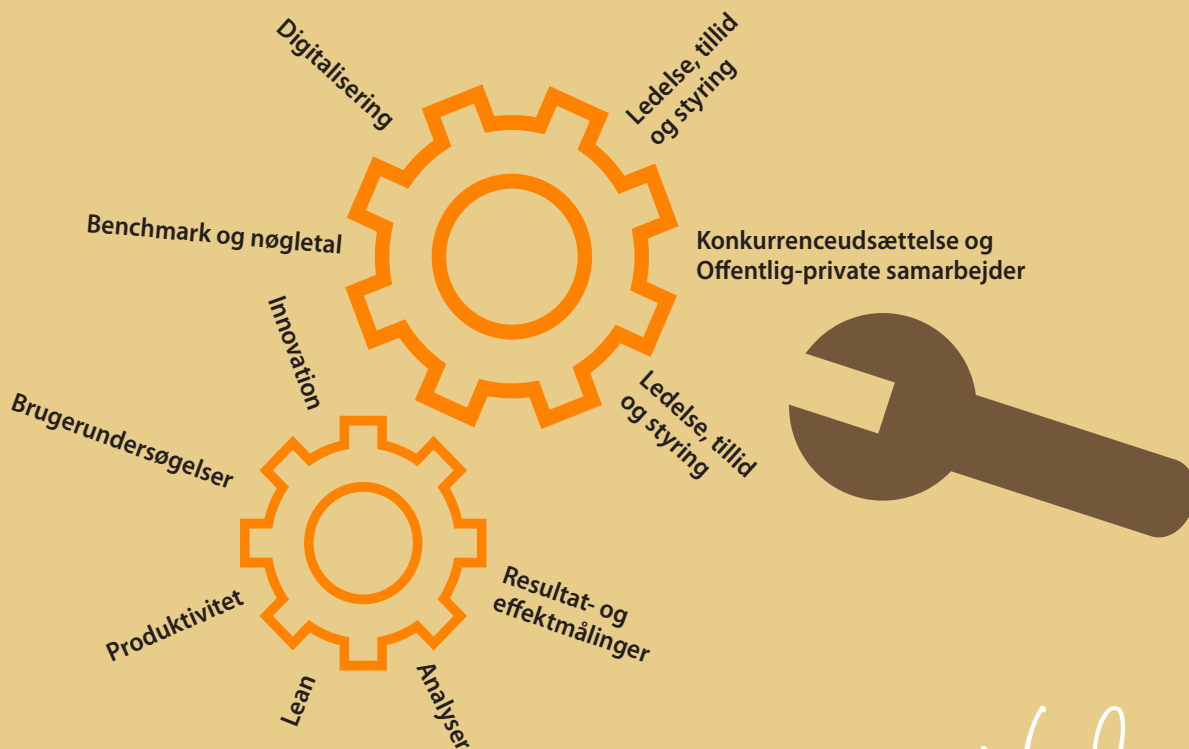 Digitalisering
Ledelse, tillid
og styring
Benchmark og nøgletal
Konkurrenceudsættelse og
Offentlig-private samarbejder
Innovation
Ledelse, tillid
og styring
Brugerundersøgelser
Produktivitet
Resultat- og
effektmålinger
Lean
Analyser